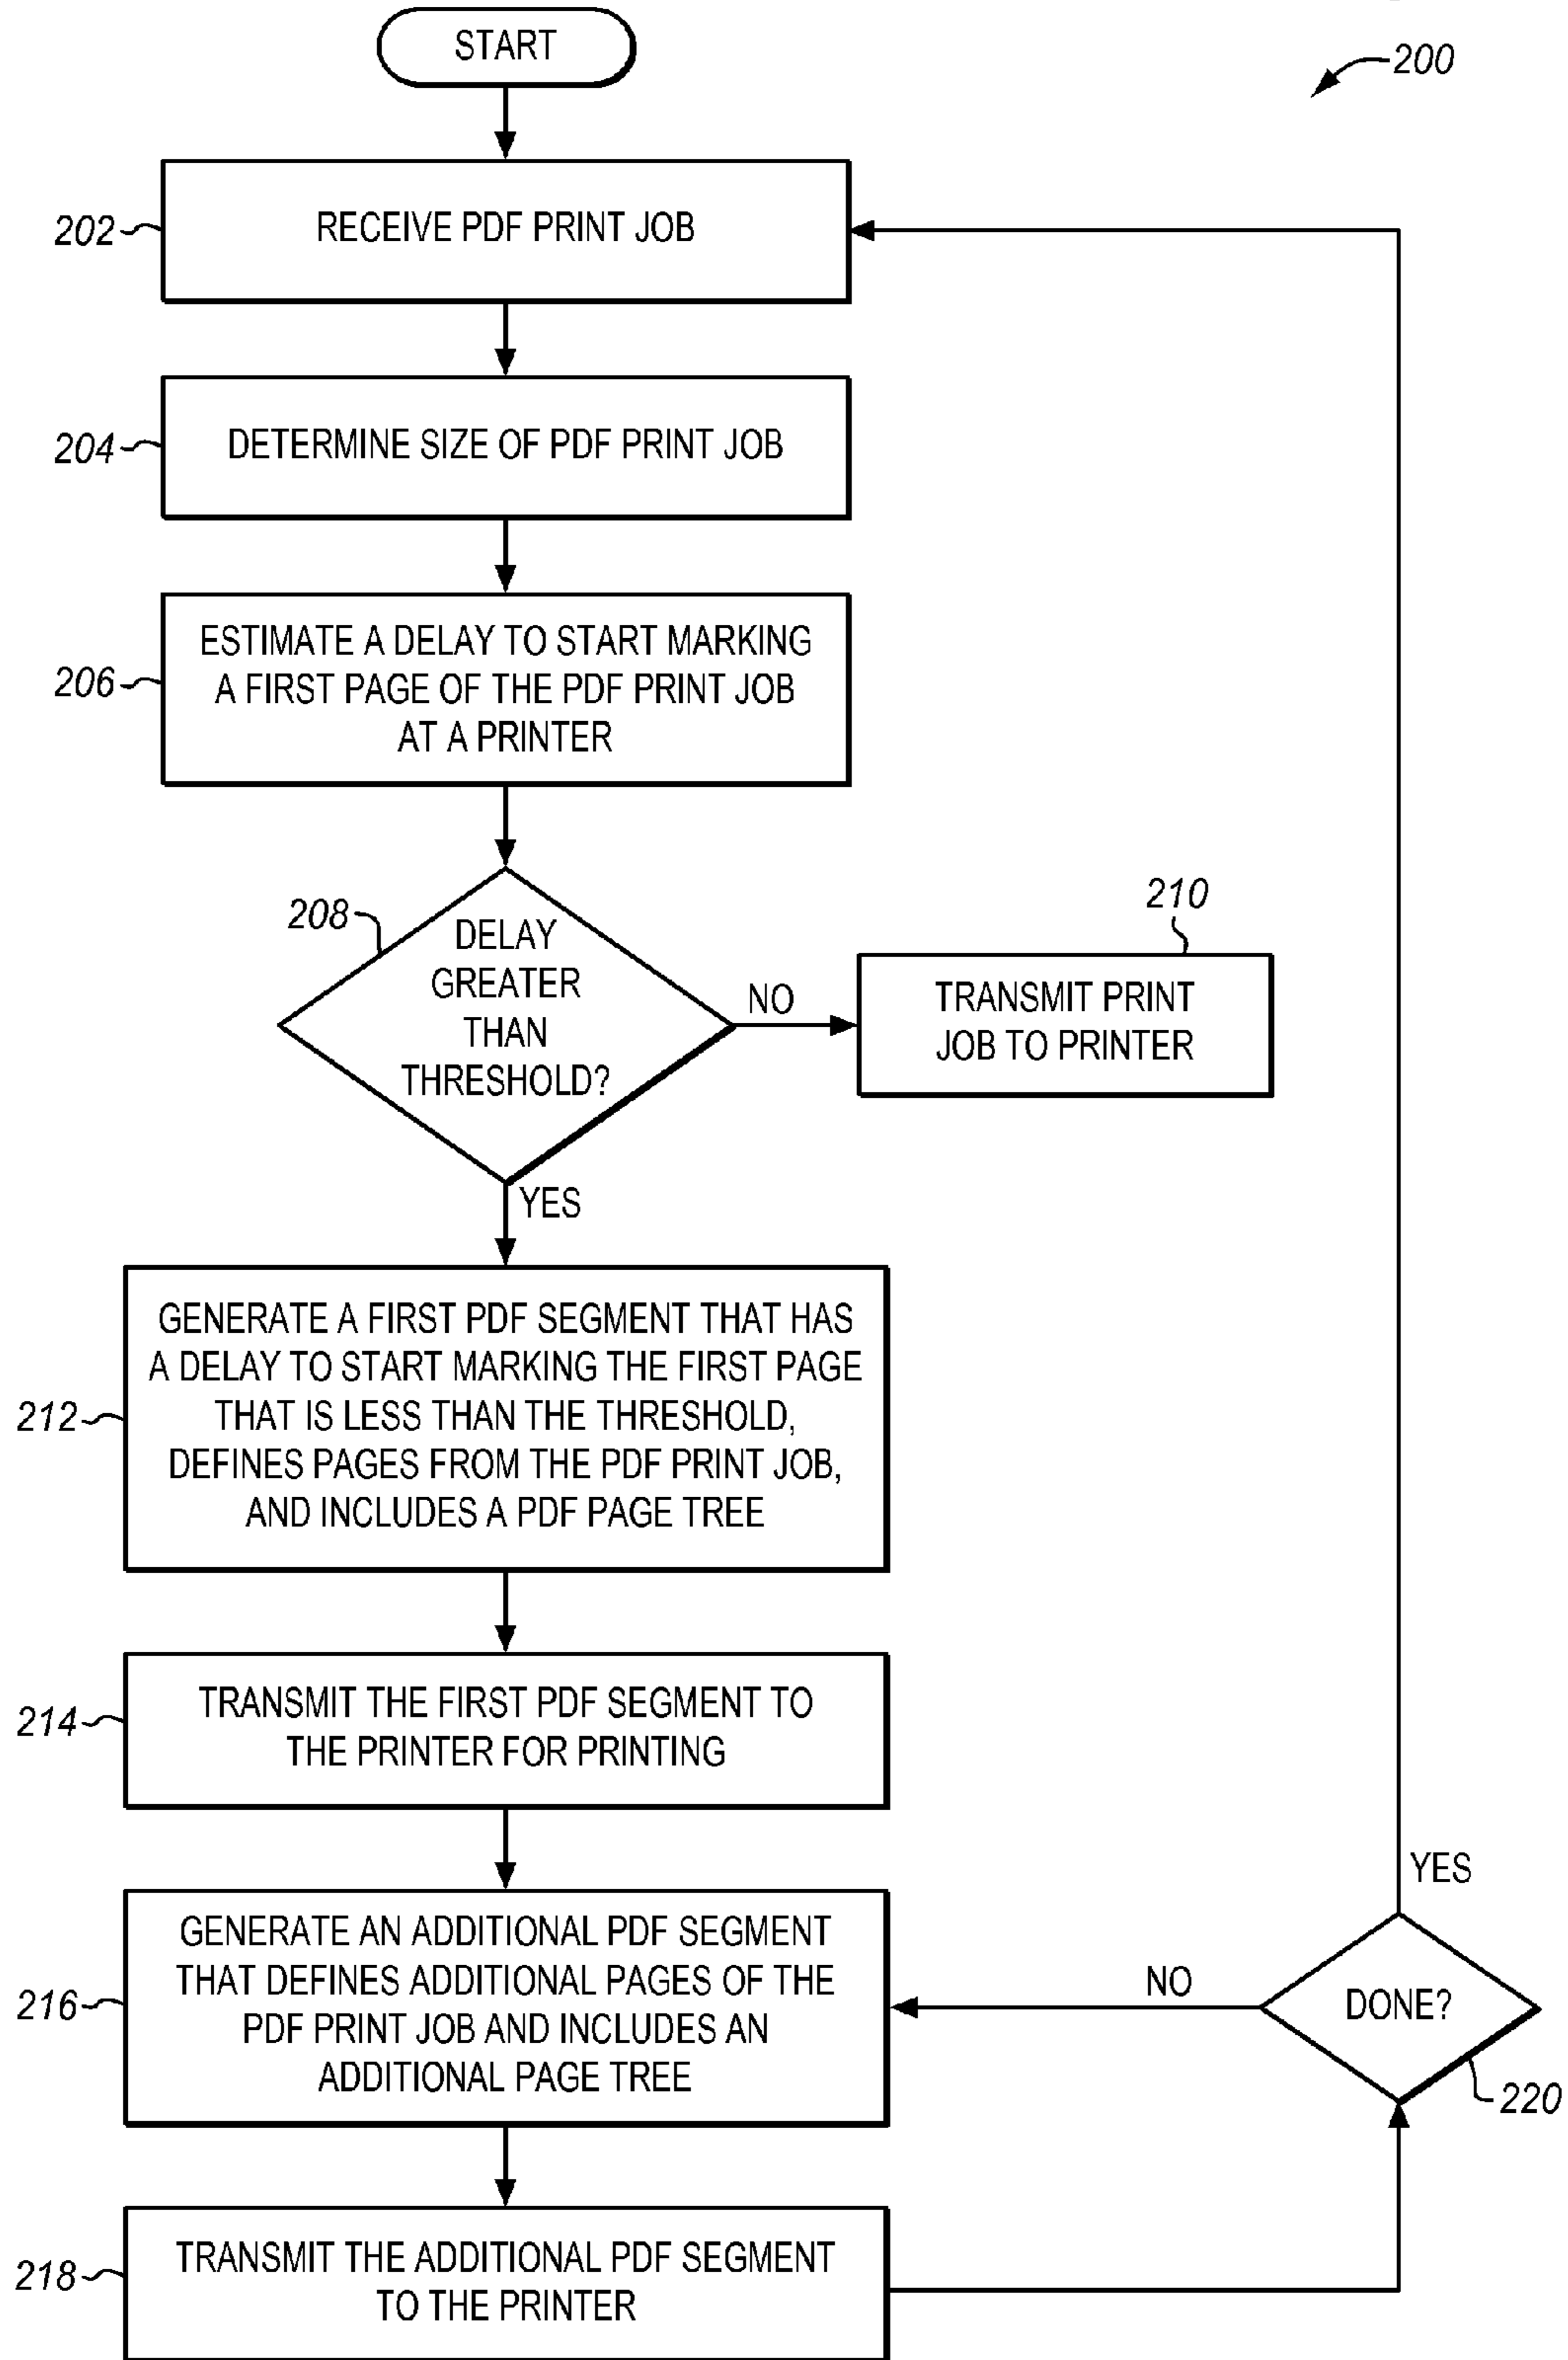 START
200
202
RECEIVE PDF PRINT JOB
204
DETERMINE SIZE OF PDF PRINT JOB
206
ESTIMATE A DELAY TO START MARKING
A FIRST PAGE OF THE PDF PRINT JOB
AT A PRINTER
208
DELAY
GREATER
THAN
THRESHOLD?
NO
210
TRANSMIT PRINT
JOB TO PRINTER
YES
212
GENERATE A FIRST PDF SEGMENT THAT HAS
A DELAY TO START MARKING THE FIRST PAGE
THAT IS LESS THAN THE THRESHOLD,
DEFINES PAGES FROM THE PDF PRINT JOB,
AND INCLUDES A PDF PAGE TREE
214
TRANSMIT THE FIRST PDF SEGMENT TO
THE PRINTER FOR PRINTING
216
GENERATE AN ADDITIONAL PDF SEGMENT
THAT DEFINES ADDITIONAL PAGES OF THE
PDF PRINT JOB AND INCLUDES AN
ADDITIONAL PAGE TREE
218
TRANSMIT THE ADDITIONAL PDF SEGMENT
TO THE PRINTER
YES
NO
DONE?
220